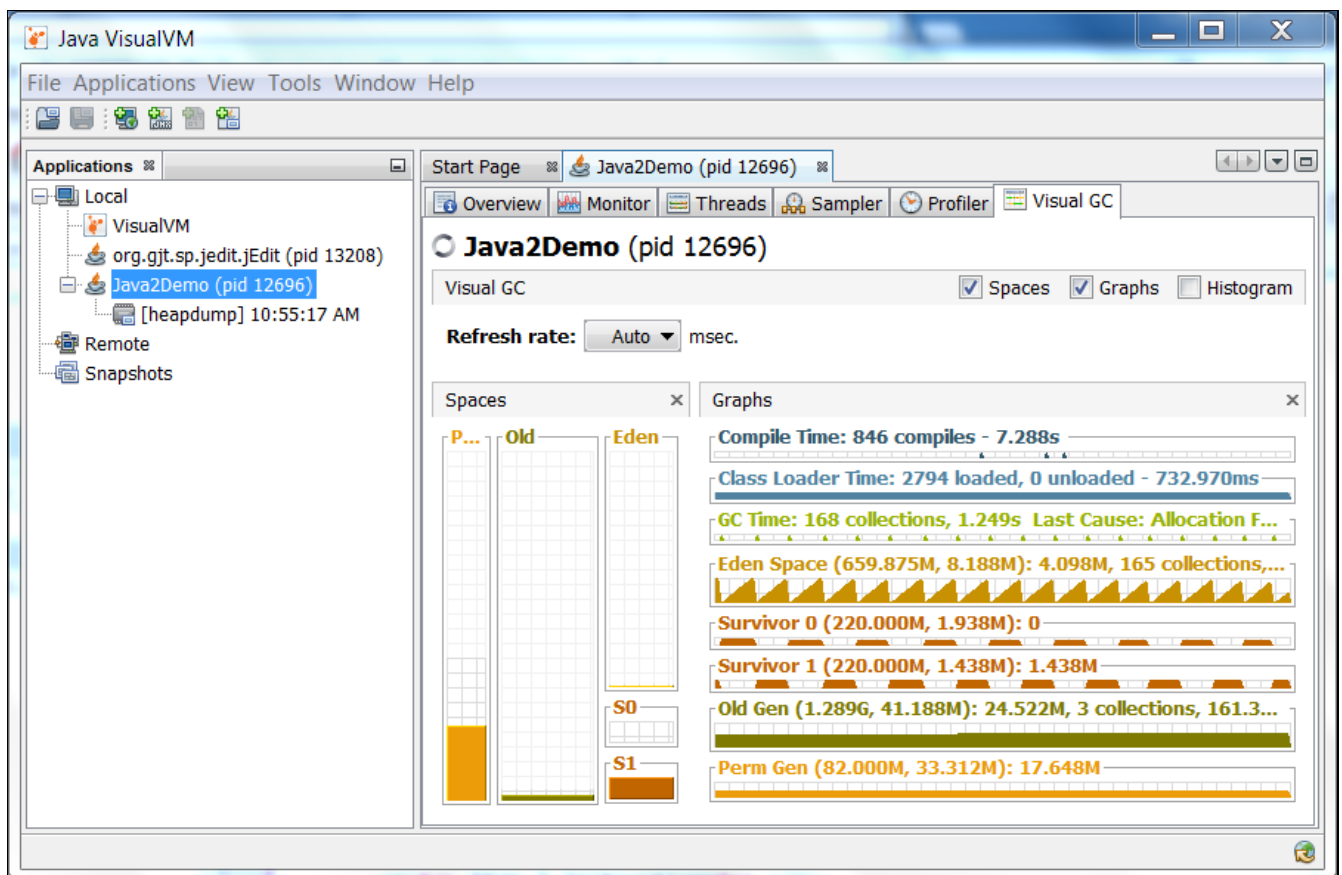 Java VisualVM
File Applications View Tools Window Help
Applications
Local
VisualVM
org.gjt.sp.jedit.jEdit (pid 13208)
Java2Demo (pid 12696)
[heapdump] 10:55:17 AM
Remote
Snapshots
Start Page Java2Demo (pid 12696)
Overview Monitor Threads Sampler Profiler Visual GC
Java2Demo (pid 12696)
Visual GC Spaces Graphs Histogram
Refresh rate: Auto msec.
Spaces
P... Old Eden
S0
S1
Graphs
Compile Time: 846 compiles - 7.288s
Class Loader Time: 2794 loaded, 0 unloaded - 732.970ms
GC Time: 168 collections, 1.249s Last Cause: Allocation F...
Eden Space (659.875M, 8.188M): 4.098M, 165 collections,...
Survivor 0 (220.000M, 1.938M): 0
Survivor 1 (220.000M, 1.438M): 1.438M
Old Gen (1.289G, 41.188M): 24.522M, 3 collections, 161.3...
Perm Gen (82.000M, 33.312M): 17.648M